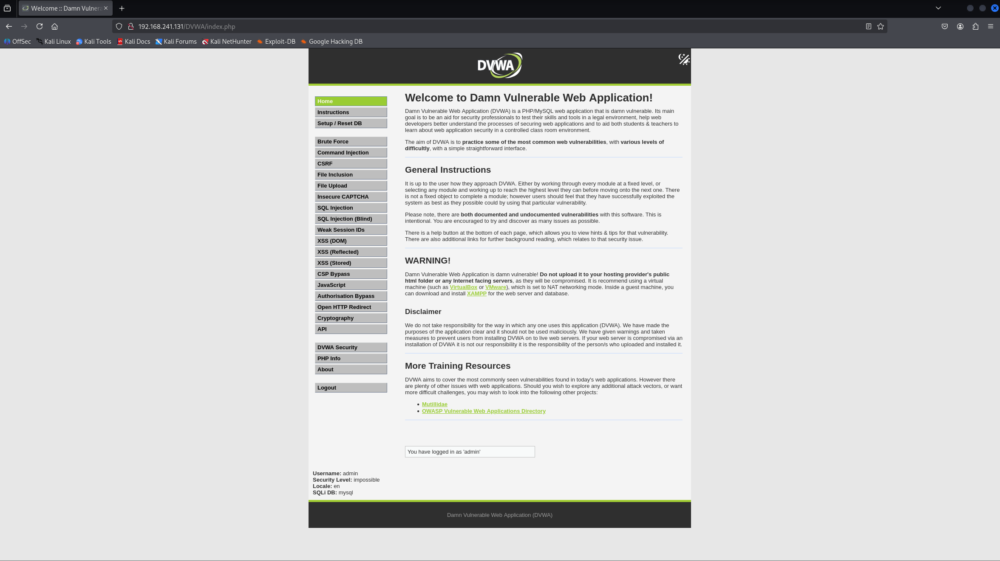 Welcome :: Damn Vulnera
192.168.241.131/DVWA/index.php
OffSec Kali Linux Kali Tools Kali Docs Kali Forums Kali NetHunter Exploit-DB Google Hacking DB
DVWA
Home
Instructions
Setup / Reset DB
Brute Force
Command Injection
CSRF
File Inclusion
File Upload
Insecure CAPTCHA
SQL Injection
SQL Injection (Blind)
Weak Session IDs
XSS (DOM)
XSS (Reflected)
XSS (Stored)
CSP Bypass
JavaScript
Authorisation Bypass
Open HTTP Redirect
Cryptography
API
DVWA Security
PHP Info
About
Logout
Welcome to Damn Vulnerable Web Application!
Damn Vulnerable Web Application (DVWA) is a PHP/MySQL web application that is damn vulnerable. Its main
goal is to be an aid for security professionals to test their skills and tools in a legal environment, help web
developers better understand the processes of securing web applications and to aid both students & teachers to
learn about web application security in a controlled class room environment.
The aim of DVWA is to practice some of the most common web vulnerabilities, with various levels of
difficultly, with a simple straightforward interface.
General Instructions
It is up to the user how they approach DVWA. Either by working through every module at a fixed level, or
selecting any module and working up to reach the highest level they can before moving onto the next one. There
is not a fixed object to complete a module; however users should feel that they have successfully exploited the
system as best as they possible could by using that particular vulnerability.
Please note, there are both documented and undocumented vulnerabilities with this software. This is
intentional. You are encouraged to try and discover as many issues as possible.
There is a help button at the bottom of each page, which allows you to view hints & tips for that vulnerability.
There are also additional links for further background reading, which relates to that security issue.
WARNING!
Damn Vulnerable Web Application is damn vulnerable! Do not upload it to your hosting provider's public
html folder or any Internet facing servers, as they will be compromised. It is recommend using a virtual
machine (such as VirtualBox or VMware), which is set to NAT networking mode. Inside a guest machine, you
can download and install XAMPP for the web server and database.
Disclaimer
We do not take responsibility for the way in which any one uses this application (DVWA). We have made the
purposes of the application clear and it should not be used maliciously. We have given warnings and taken
measures to prevent users from installing DVWA on to live web servers. If your web server is compromised via an
installation of DVWA it is not our responsibility it is the responsibility of the person/s who uploaded and installed it.
More Training Resources
DVWA aims to cover the most commonly seen vulnerabilities found in today's web applications. However there
are plenty of other issues with web applications. Should you wish to explore any additional attack vectors, or want
more difficult challenges, you may wish to look into the following other projects:
Mutillidae
OWASP Vulnerable Web Applications Directory
You have logged in as 'admin'
Username: admin
Security Level: impossible
Locale: en
SQLi DB: mysql
Damn Vulnerable Web Application (DVWA)